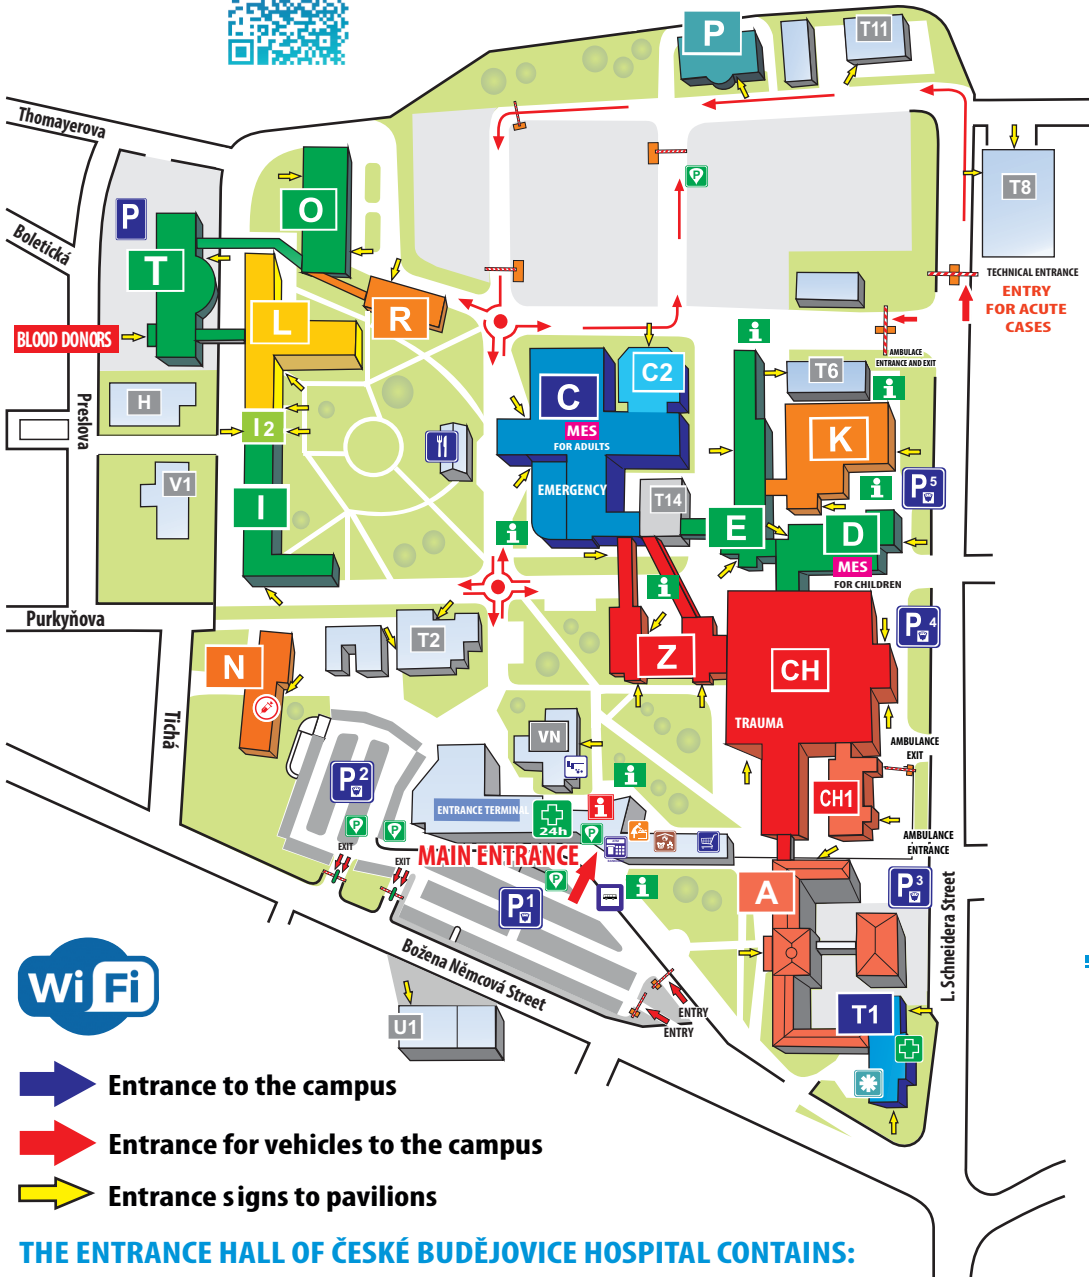 P
T11
Thomayerova
T8
O
P
Boletická
T
TECHNICAL ENTRANCE
ENTRY
FOR ACUTE
CASES
L
R
BLOOD DONORS
AMBULACE
ENTRANCE AND EXIT
C2
T6
C
H
Preslova
I2
MES
FOR ADULTS
K
V1
EMERGENCY
T14
P5
I
E
D
MES
FOR CHILDREN
Purkyňova
P4
T2
N
Z
CH
Tichá
TRAUMA
VN
AMBULANCE
EXIT
P2
CH1
ENTRANCE TERMINAL
24h
P
P
P
EXIT
EXIT
MAIN ENTRANCE
AMBULANCE
ENTRANCE
P
A
P3
P1
L. Schneidera Street
Božena Němcová Street
WiFi
ENTRY
ENTRY
U1
T1
Entrance to the campus
Entrance for vehicles to the campus
Entrance signs to pavilions
THE ENTRANCE HALL OF ČESKÉ BUDĚJOVICE HOSPITAL CONTAINS: